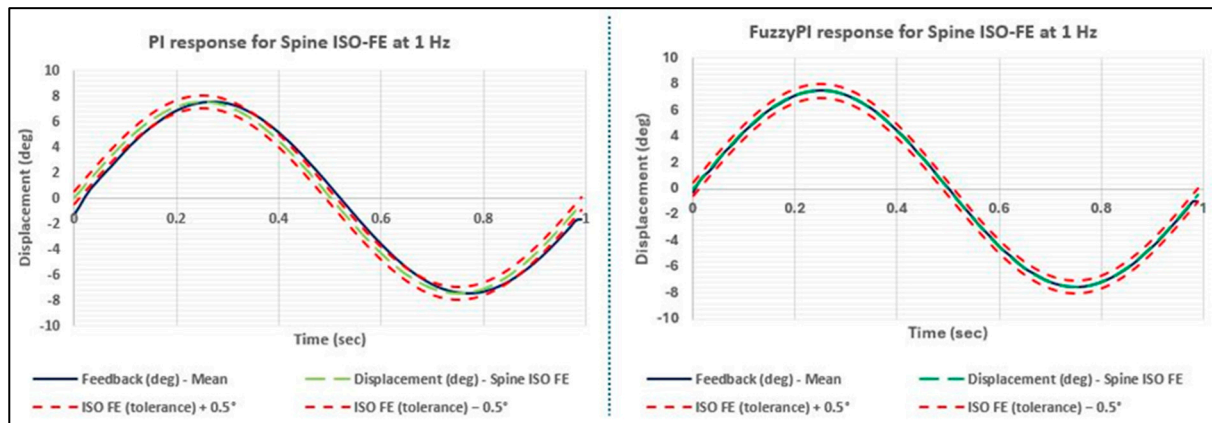 PI response for Spine ISO-FE at 1 Hz
10
8
6
4
2
0
-2
-4
-6
-8
-10
0
0.2
0.4
0.6
0.8
1
Displacement (deg)
Time (sec)
Feedback (deg) - Mean
Displacement (deg) - Spine ISO FE
ISO FE (tolerance) + 0.5°
ISO FE (tolerance) – 0.5°
FuzzyPI response for Spine ISO-FE at 1 Hz
10
8
6
4
2
0
-2
-4
-6
-8
-10
0
0.2
0.4
0.6
0.8
1
Displacement (deg)
Time (sec)
Feedback (deg) - Mean
Displacement (deg) - Spine ISO FE
ISO FE (tolerance) + 0.5°
ISO FE (tolerance) – 0.5°